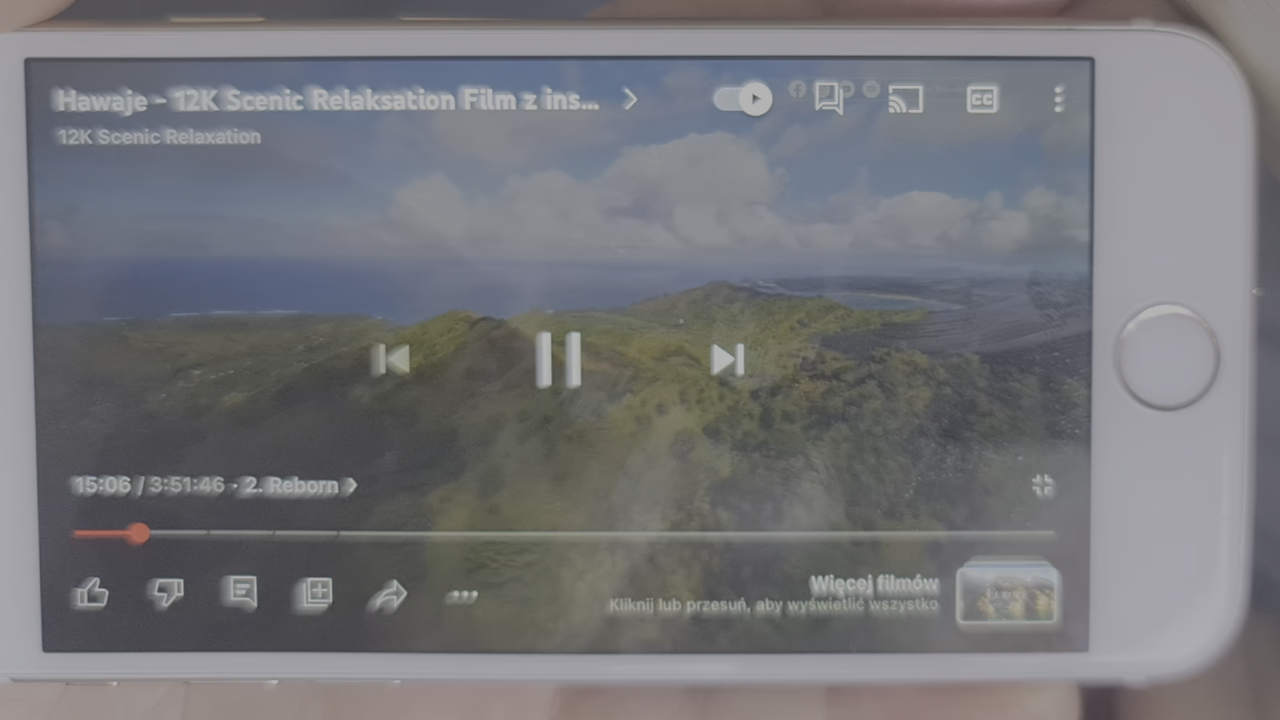 Hawaje - 12K Scenic Relaksation Film z ins...
CC
12K Scenic Relaxation
15:06 / 3:51:46 · 2. Reborn
Więcej filmów
Kliknij lub przesuń, aby wyświetlić wszystko